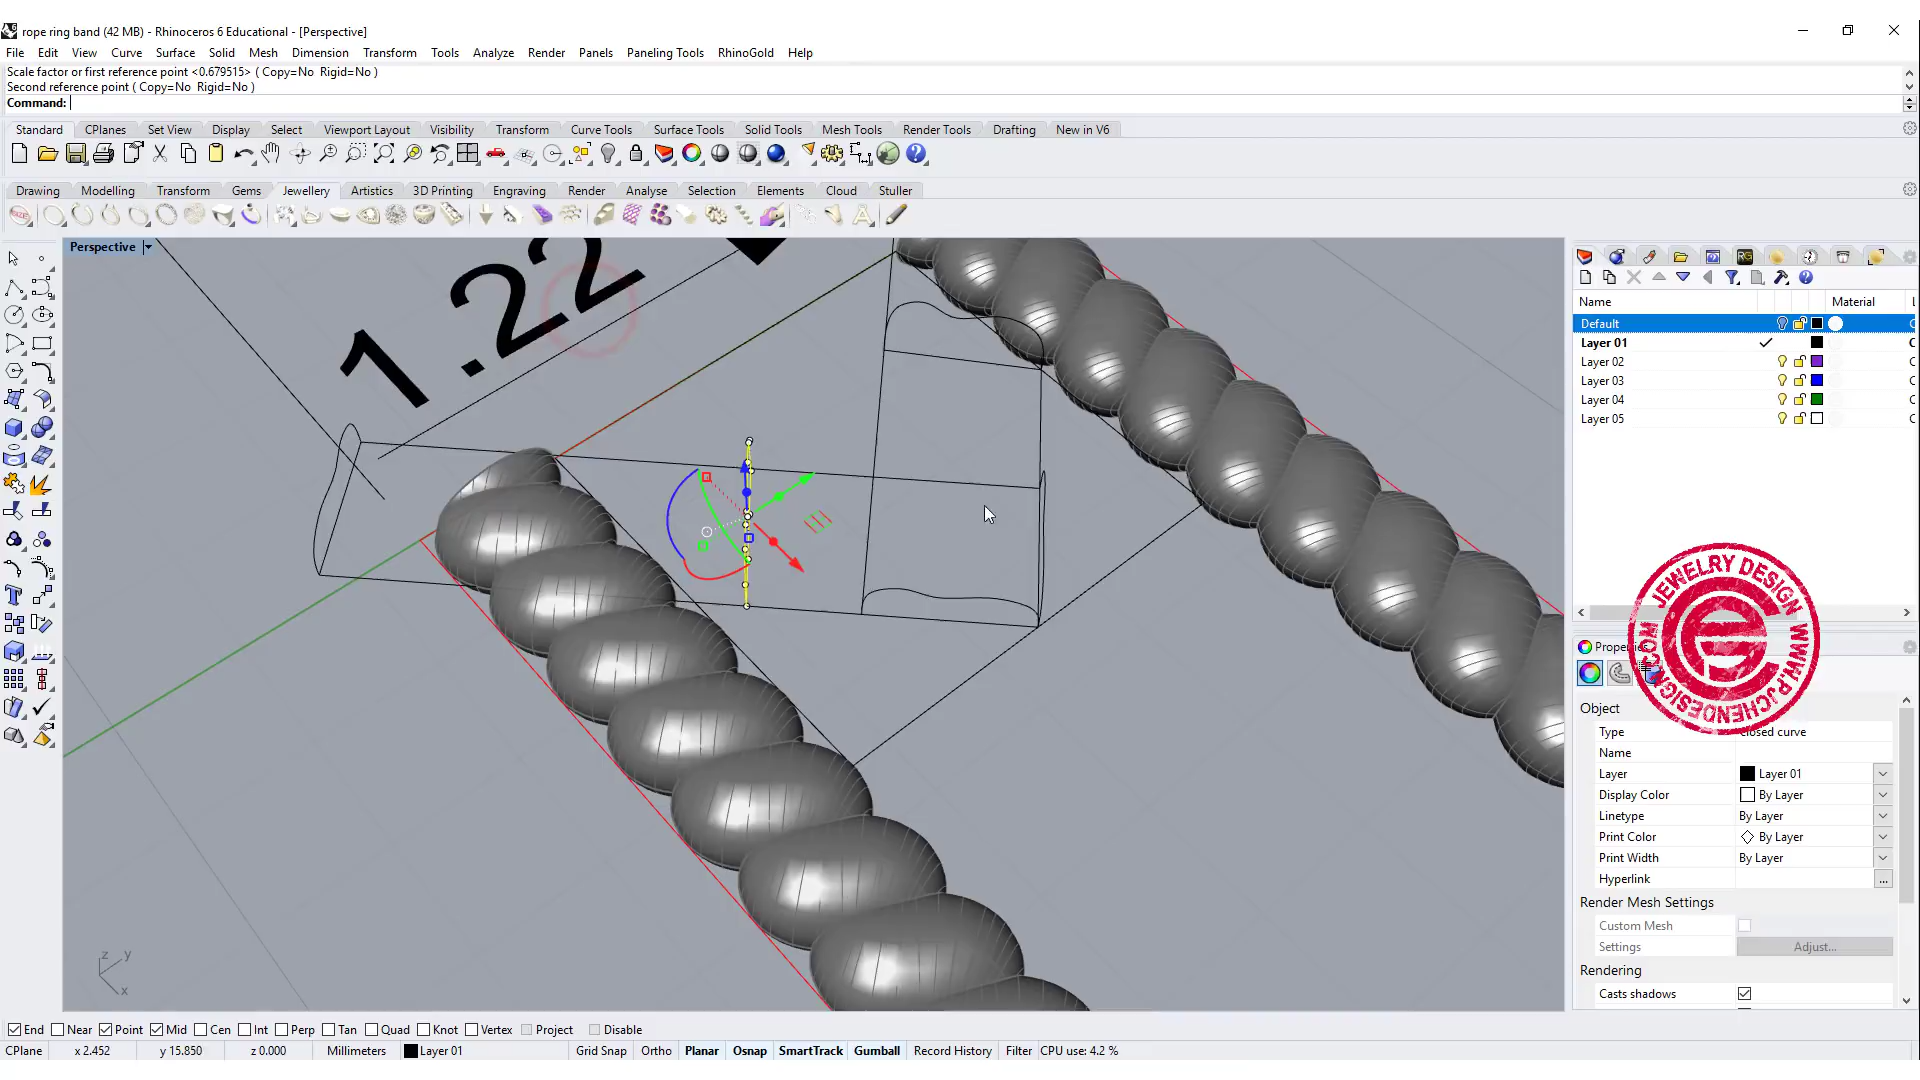 rope ring band (42 MB) - Rhinoceros 6 Educational - [Perspective]
File Edit View Curve Surface Solid Mesh Dimension Transform Tools Analyze Render Panels Paneling Tools RhinoGold Help
Scale factor or first reference point <0.679515> ( Copy=No Rigid=No )
Second reference point ( Copy=No Rigid=No )
Command:
Standard CPlanes Set View Display Select Viewport Layout Visibility Transform Curve Tools Surface Tools Solid Tools Mesh Tools Render Tools Drafting New in V6
Drawing Modelling Transform Gems Jewellery Artistics 3D Printing Engraving Render Analyse Selection Elements Cloud Stuller
Perspective
1.22
Name Material
Default
Layer 01
Layer 02
Layer 03
Layer 04
Layer 05
JEWELRY DESIGN
WWW.PJCHENDESIGN.COM
Object
Type closed curve
Name
Layer Layer 01
Display Color By Layer
Linetype By Layer
Print Color By Layer
Print Width By Layer
Hyperlink ...
Render Mesh Settings
Custom Mesh
Settings Adjust...
Rendering
Casts shadows
z y x
End Near Point Mid Cen Int Perp Tan Quad Knot Vertex Project Disable
CPlane x 2.452 y 15.850 z 0.000 Millimeters Layer 01 Grid Snap Ortho Planar Osnap SmartTrack Gumball Record History Filter CPU use: 4.2 %